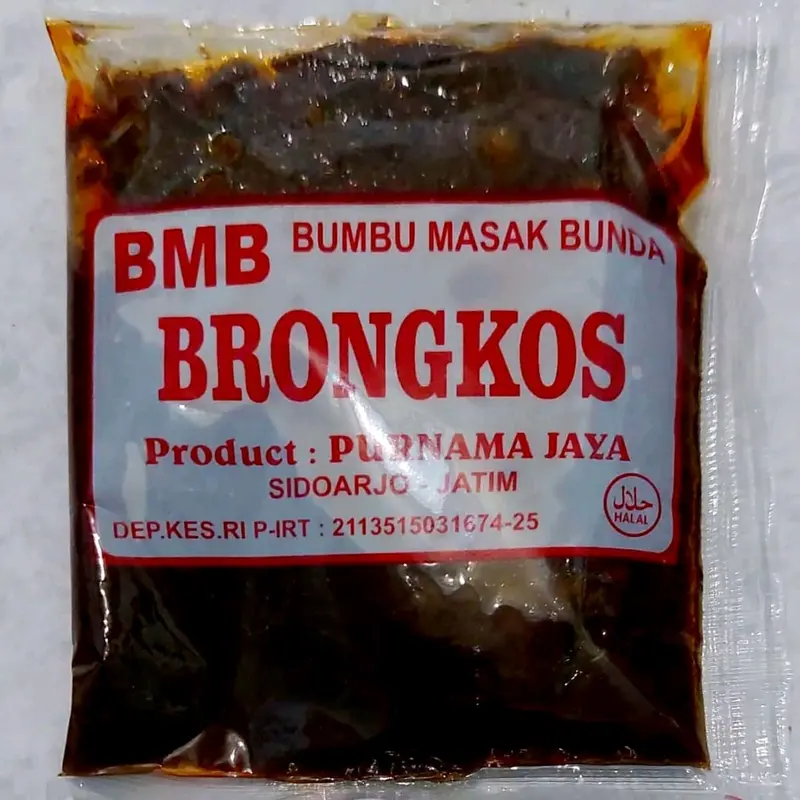 BMB BUMBU MASAK BUNDA
BRONGKOS
Product : PURNAMA JAYA
SIDOARJO - JATIM
حلال
HALAL
DEP.KES.RI P-IRT : 2113515031674-25